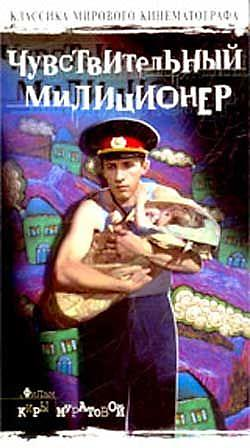 КЛАССИКА МИРОВОГО КИНЕМАТОГРАФА
ЧУВСТВИТЕЛЬНЫЙ
МИЛИЦИОНЕР
Фильм
КИРЫ МУРАТОВОЙ